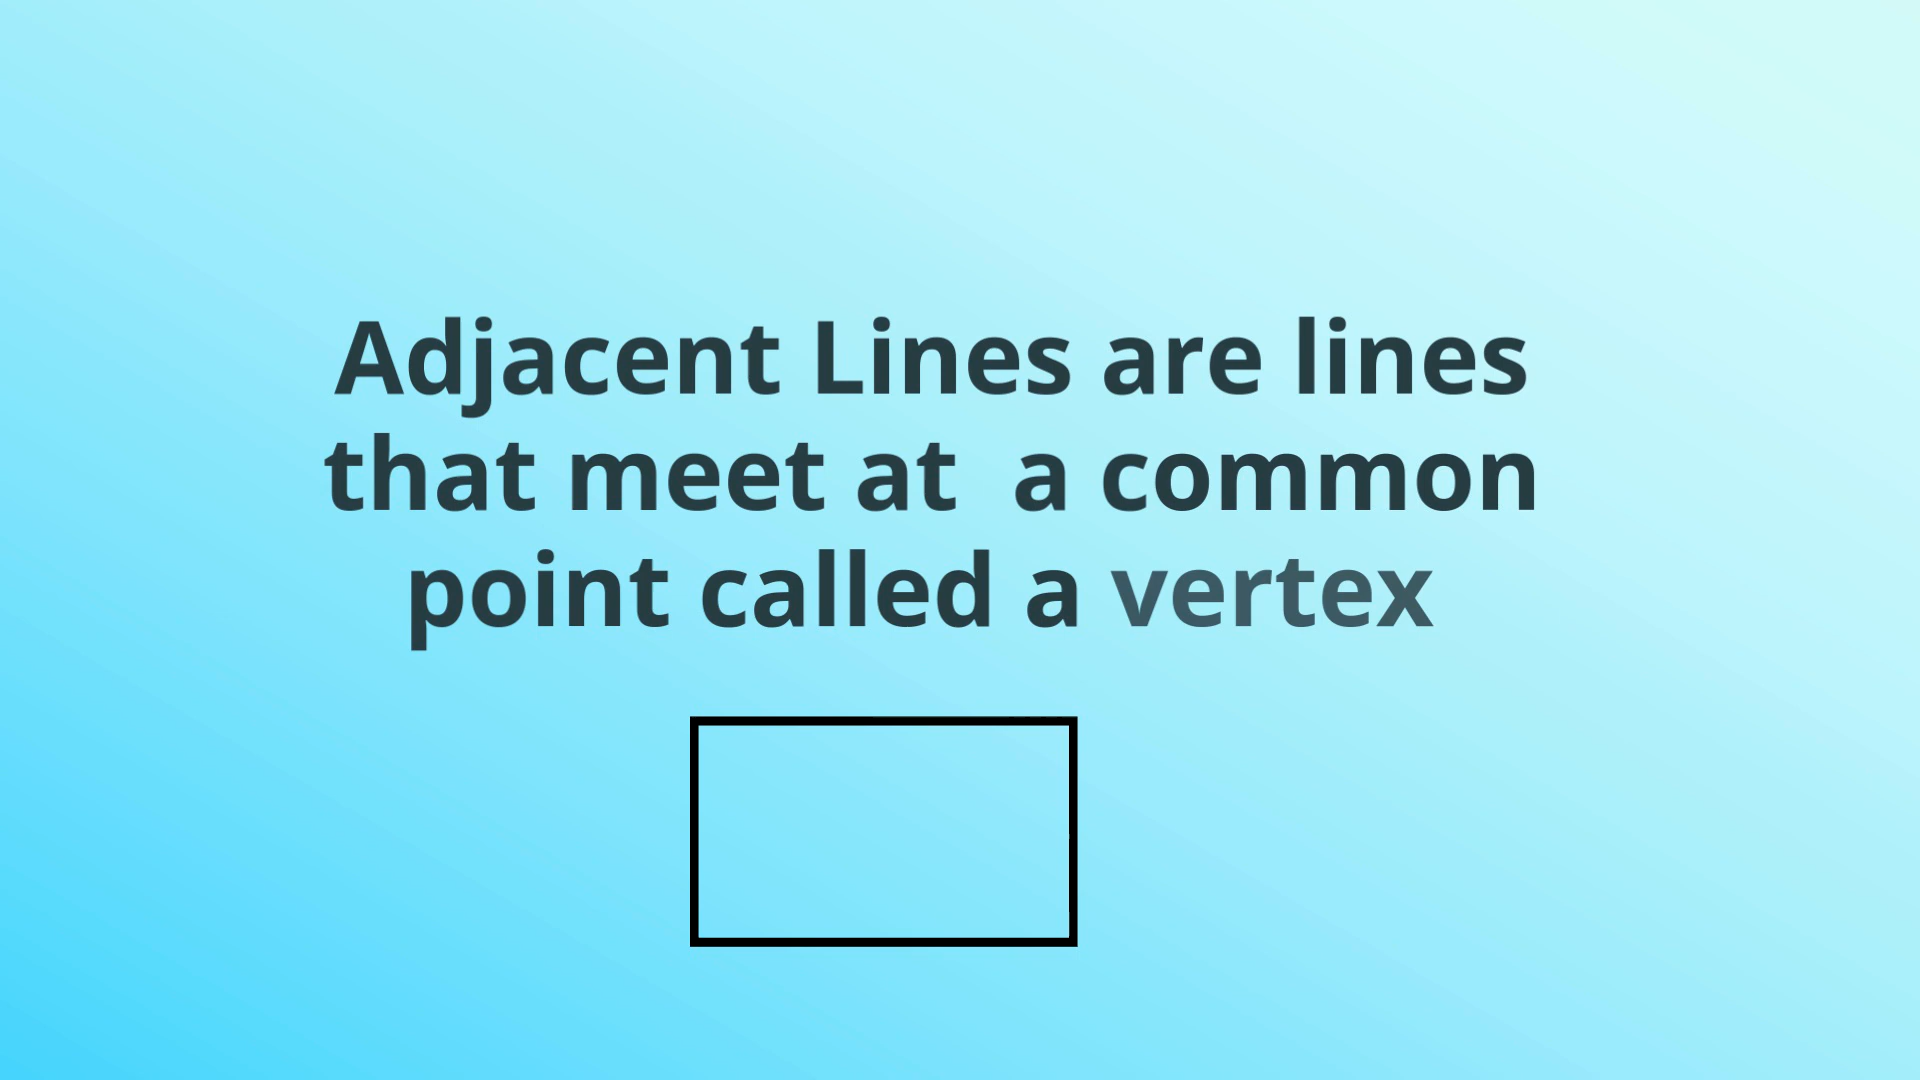 Adjacent Lines are lines
that meet at  a common
point called a vertex